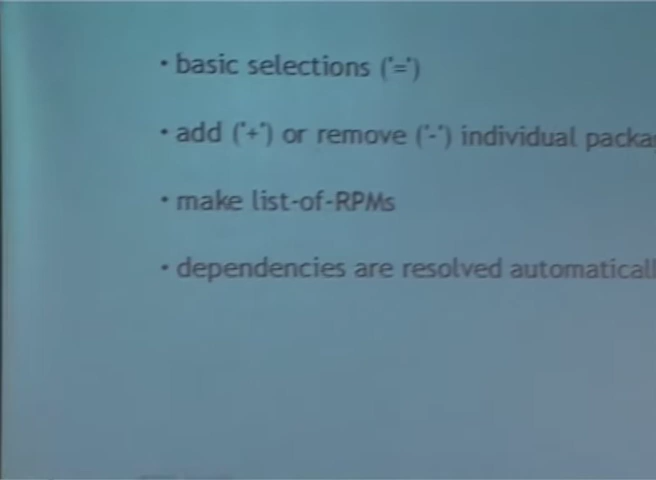 • basic selections ('=')
• add ('+') or remove ('-') individual packa
• make list-of-RPMs
• dependencies are resolved automaticall